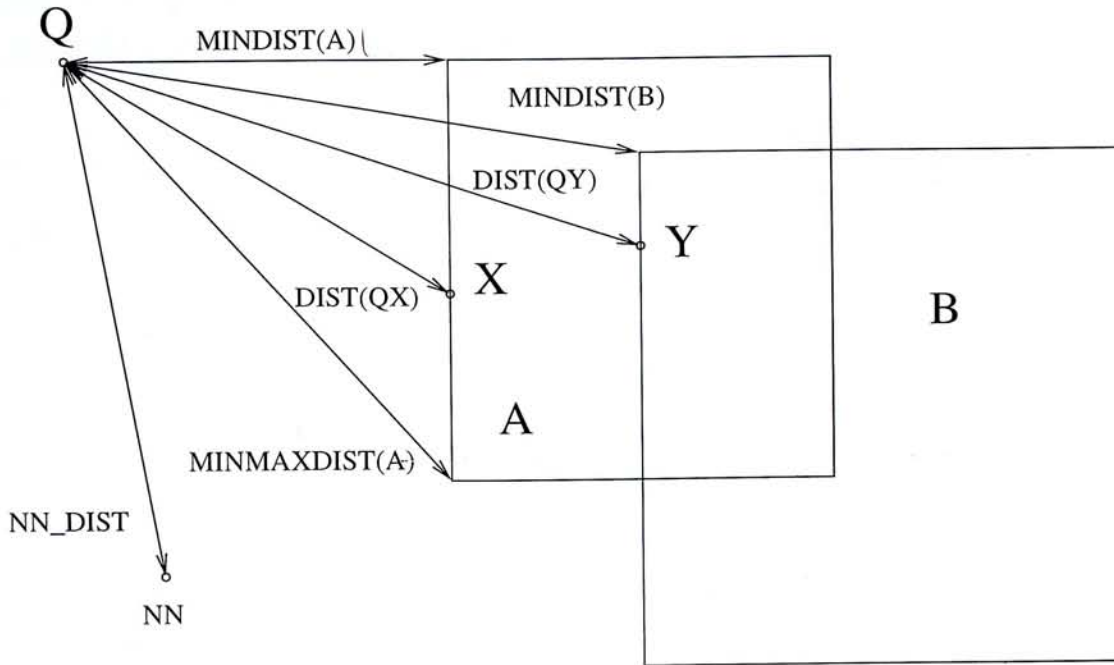 Q
MINDIST(A)
MINDIST(B)
DIST(QY)
Y
X
DIST(QX)
B
A
MINMAXDIST(A)
NN_DIST
NN